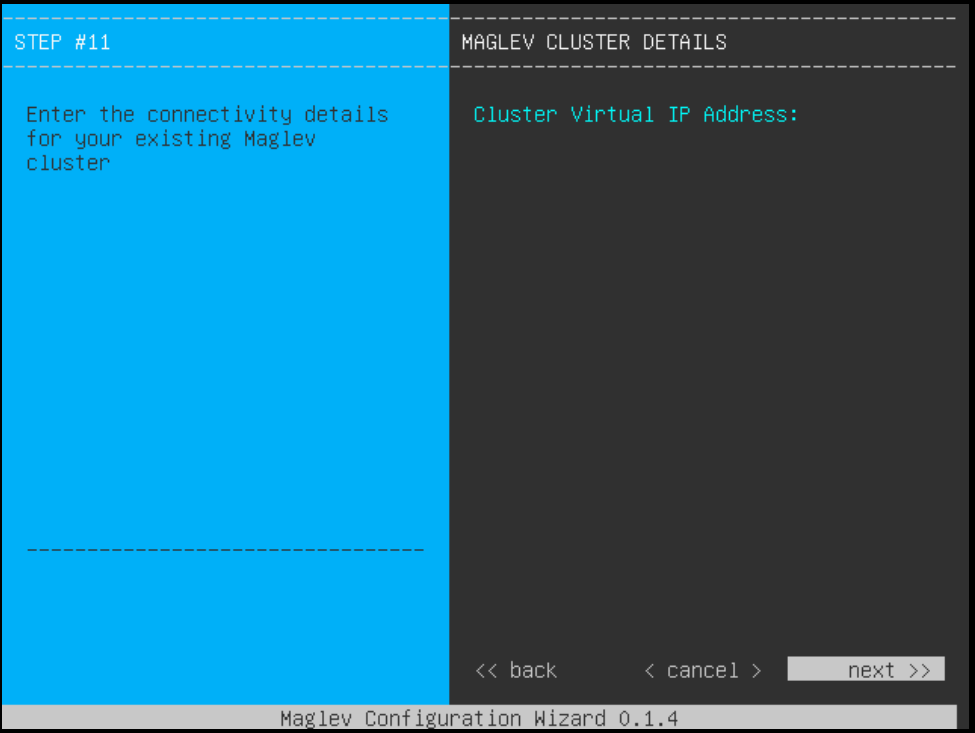 STEP #11
Enter the connectivity details
for your existing Maglev
cluster
MAGLEV CLUSTER DETAILS
Cluster Virtual IP Address:
<< back < cancel > next >>
Maglev Configuration Wizard 0.1.4